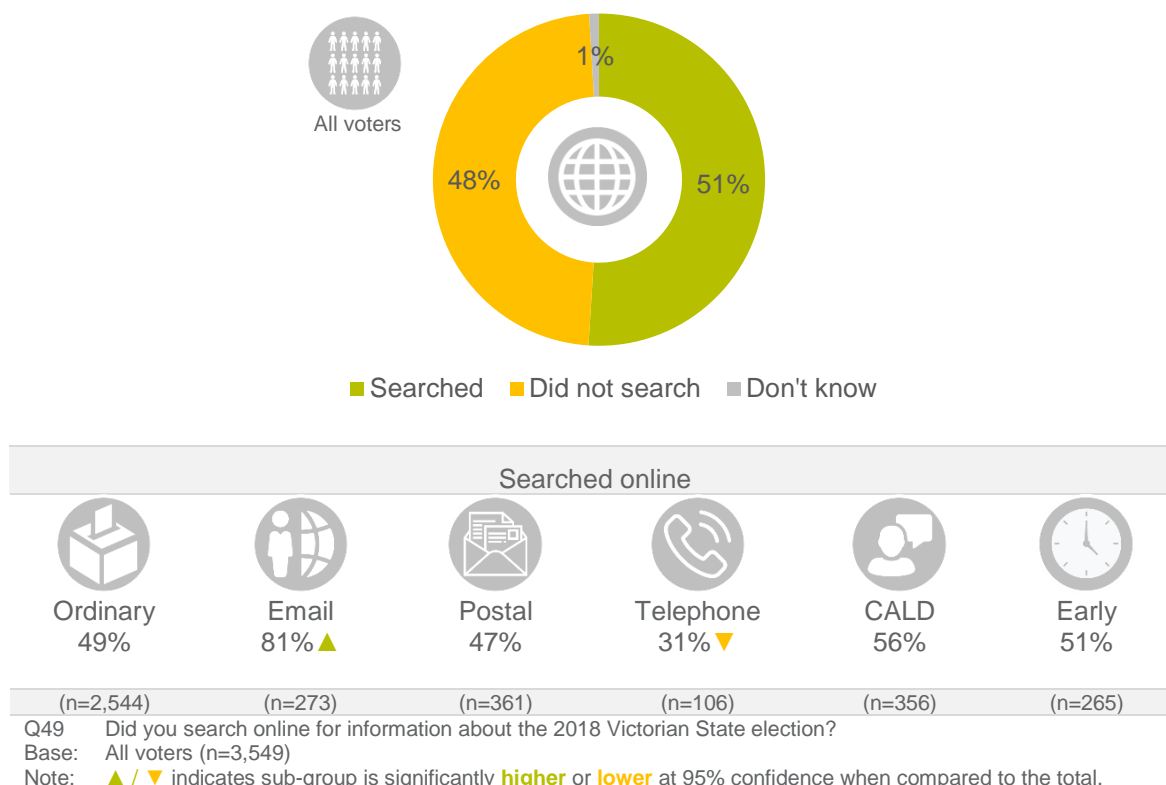 1%
All voters
48%
51%
Searched Did not search Don't know
Searched online
Ordinary Email Postal Telephone CALD Early
49% 81%▲ 47% 31%▼ 56% 51%
(n=2,544) (n=273) (n=361) (n=106) (n=356) (n=265)
Q49 Did you search online for information about the 2018 Victorian State election?
Base: All voters (n=3,549)
Note: ▲ / ▼ indicates sub-group is significantly higher or lower at 95% confidence when compared to the total.